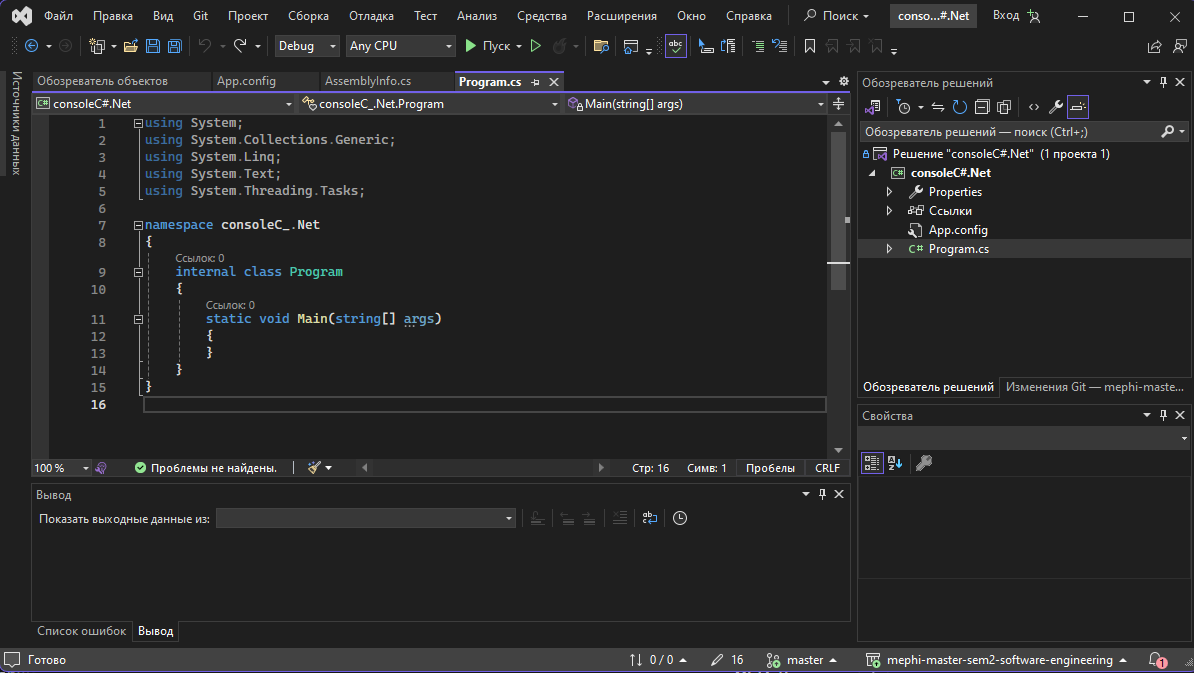 Файл Правка Вид Git Проект Сборка Отладка Тест Анализ Средства Расширения Окно Справка Поиск conso...#.Net Вход
Debug Any CPU Пуск abc
Источники данных
Обозреватель объектов App.config AssemblyInfo.cs Program.cs
C# consoleC#.Net consoleC_.Net.Program Main(string[] args)
1 using System;
2 using System.Collections.Generic;
3 using System.Linq;
4 using System.Text;
5 using System.Threading.Tasks;
6
7 namespace consoleC_.Net
8 {
Ссылок: 0
9 internal class Program
10 {
Ссылок: 0
11 static void Main(string[] args)
12 {
13 }
14 }
15 }
16
100 % Проблемы не найдены. Стр: 16 Симв: 1 Пробелы CRLF
Вывод
Показать выходные данные из:
Список ошибок Вывод
Обозреватель решений
Обозреватель решений — поиск (Ctrl+;)
Решение "consoleC#.Net" (1 проекта 1)
C# consoleC#.Net
Properties
Ссылки
App.config
C# Program.cs
Обозреватель решений Изменения Git — mephi-maste...
Свойства
Готово 0 / 0 16 master mephi-master-sem2-software-engineering 1